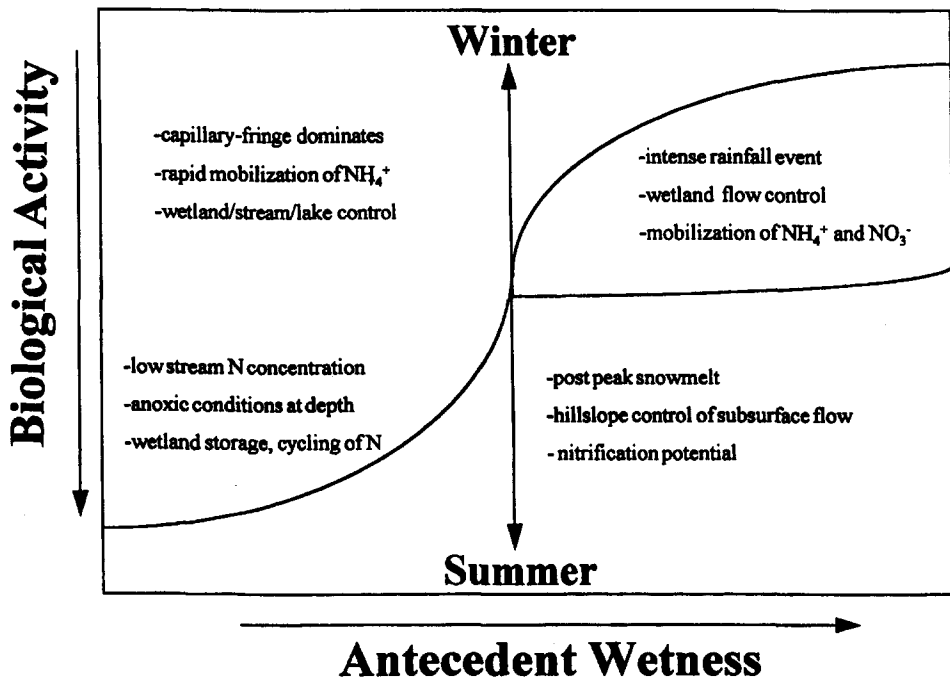 Winter
Biological Activity
-capillary-fringe dominates
-rapid mobilization of NH₄⁺
-wetland/stream/lake control
-intense rainfall event
-wetland flow control
-mobilization of NH₄⁺ and NO₃⁻
-low stream N concentration
-anoxic conditions at depth
-wetland storage, cycling of N
-post peak snowmelt
-hillslope control of subsurface flow
- nitrification potential
Summer
Antecedent Wetness